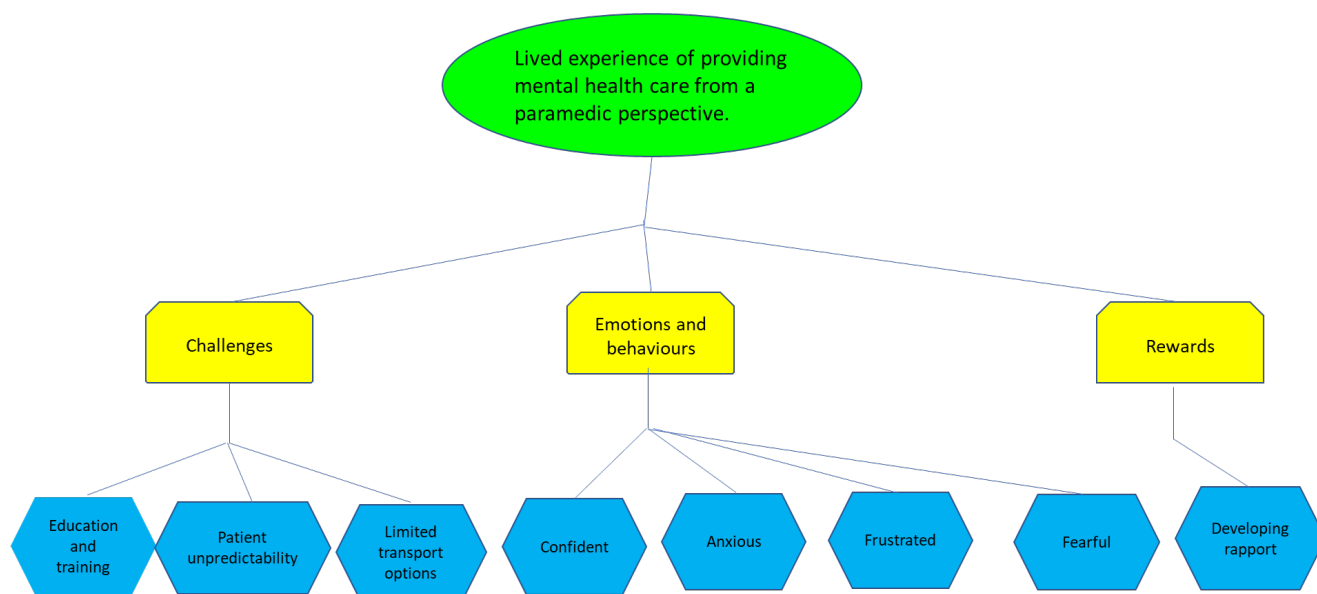 Lived experience of providing
mental health care from a
paramedic perspective.
Challenges
Emotions and
behaviours
Rewards
Education
and
training
Patient
unpredictability
Limited
transport
options
Confident
Anxious
Frustrated
Fearful
Developing
rapport